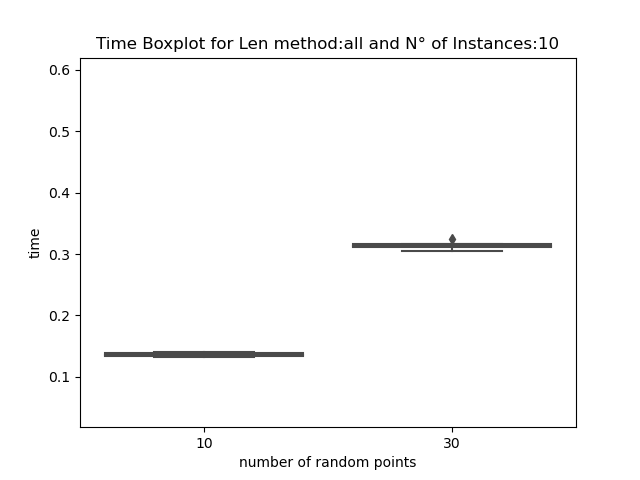 Time Boxplot for Len method:all and N° of Instances:10
0.6
0.5
0.4
0.3
0.2
0.1
time
10 30
number of random points